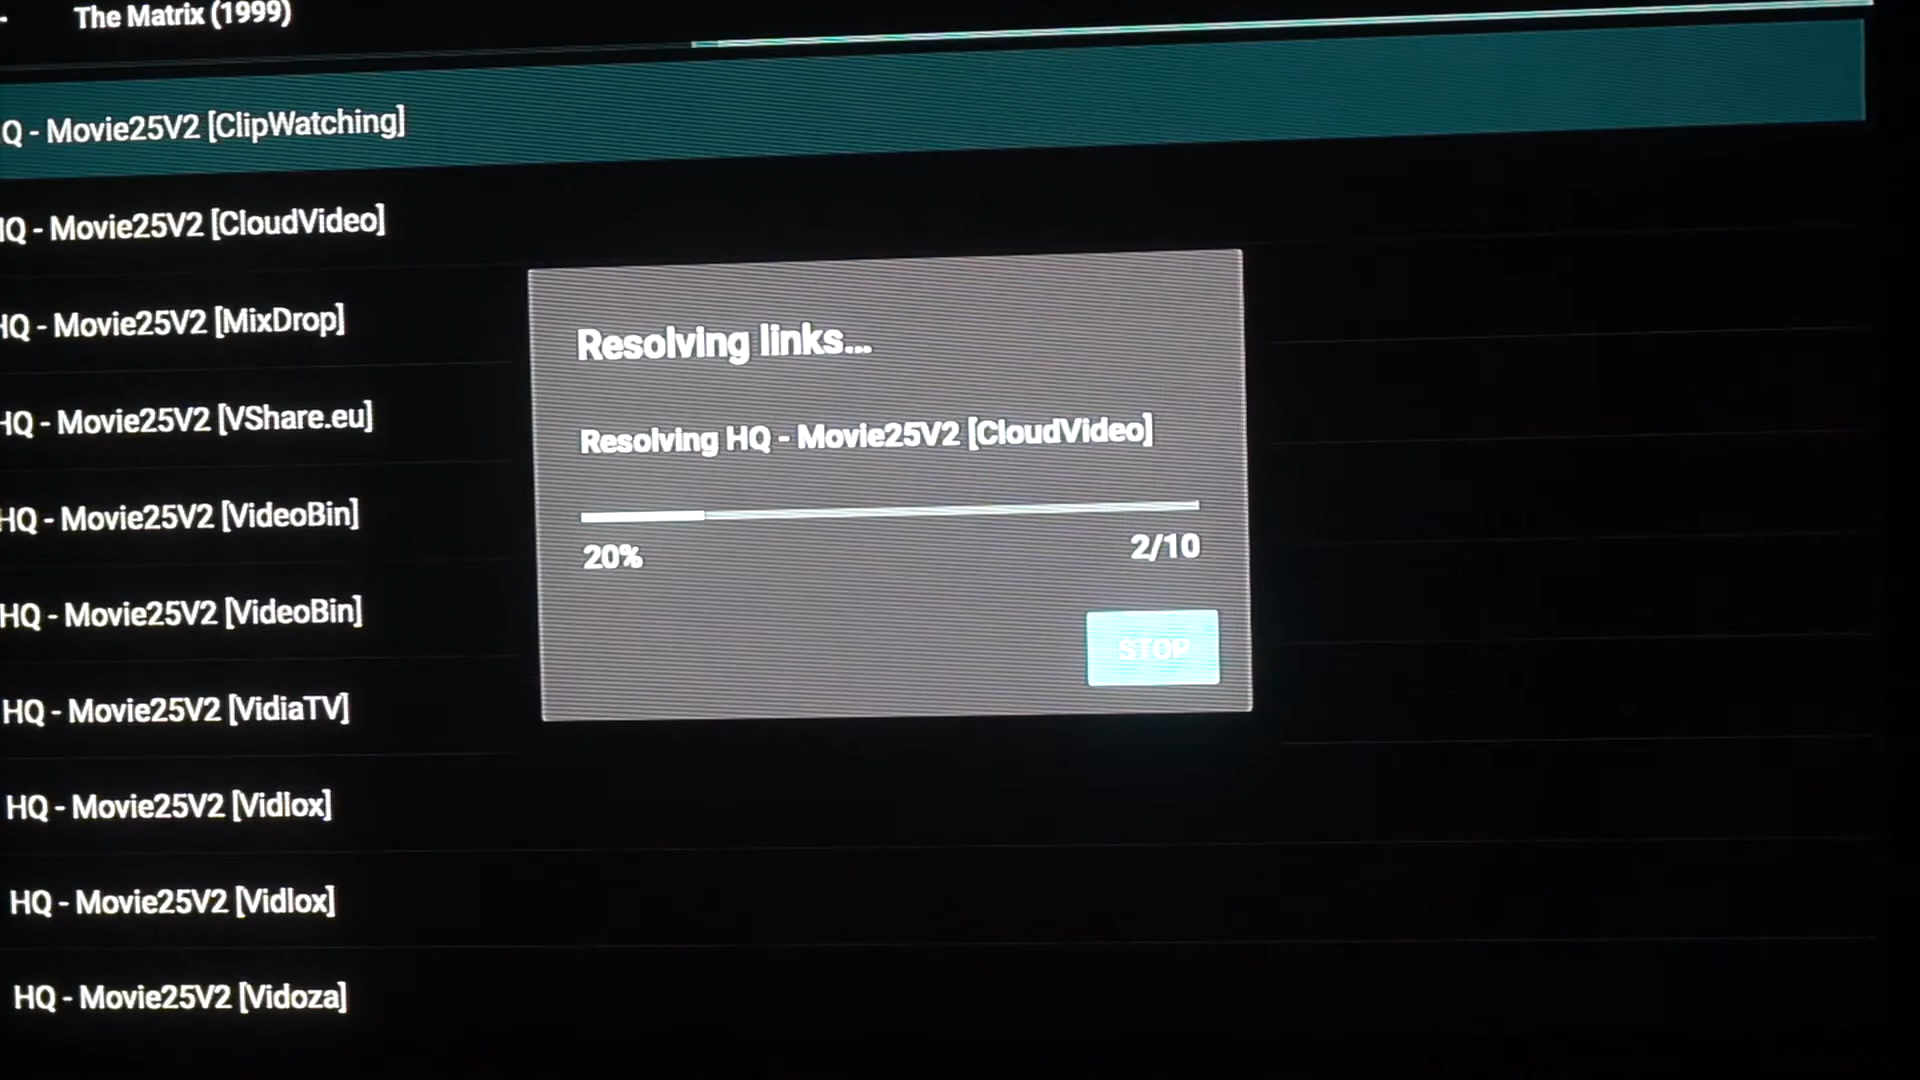 The Matrix (1999)
Q - Movie25V2 [ClipWatching]
HQ - Movie25V2 [CloudVideo]
HQ - Movie25V2 [MixDrop]
HQ - Movie25V2 [VShare.eu]
HQ - Movie25V2 [VideoBin]
HQ - Movie25V2 [VideoBin]
HQ - Movie25V2 [VidiaTV]
HQ - Movie25V2 [Vidlox]
HQ - Movie25V2 [Vidlox]
HQ - Movie25V2 [Vidoza]
Resolving links...
Resolving HQ - Movie25V2 [CloudVideo]
20%
2/10
STOP